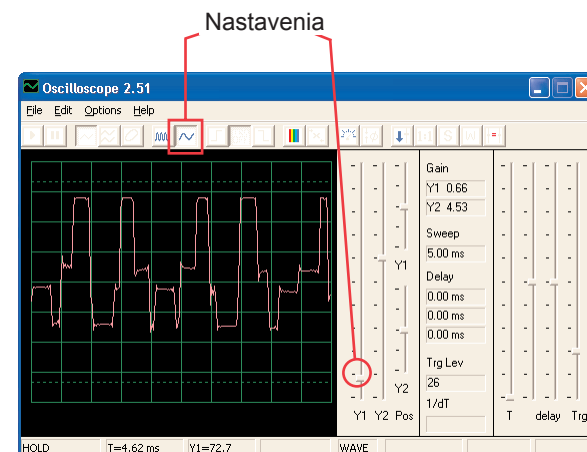 Nastavenia
Oscilloscope 2.51
File Edit Options Help
Gain
Y1 0.66
Y2 4.53
Sweep
5.00 ms
Delay
0.00 ms
0.00 ms
0.00 ms
Trg Lev
26
1/dT
Y1
Y2
Y1 Y2 Pos
T delay Trg
HOLD T=4.62 ms Y1=72.7 WAVE